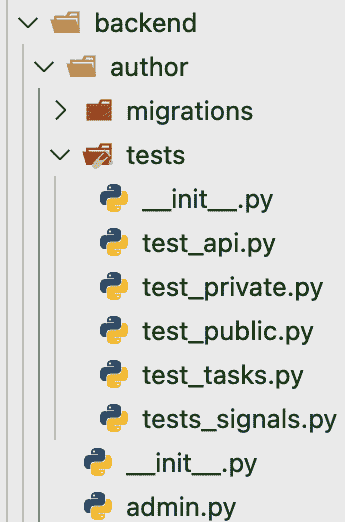 backend
author
migrations
tests
__init__.py
test_api.py
test_private.py
test_public.py
test_tasks.py
tests_signals.py
__init__.py
admin.py